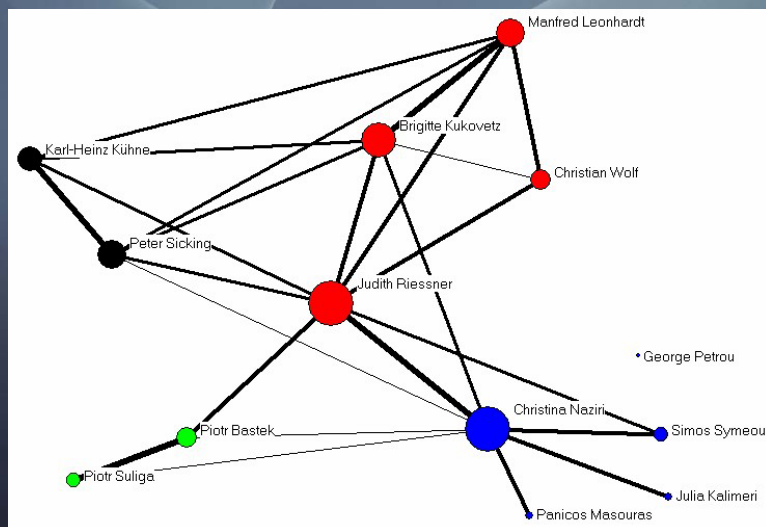 Manfred Leonhardt
Brigitte Kukovetz
Karl-Heinz Kühne
Christian Wolf
Peter Sicking
Judith Riessner
George Petrou
Christina Naziri
Piotr Bastek
Simos Symeou
Piotr Suliga
Julia Kalimeri
Panicos Masouras